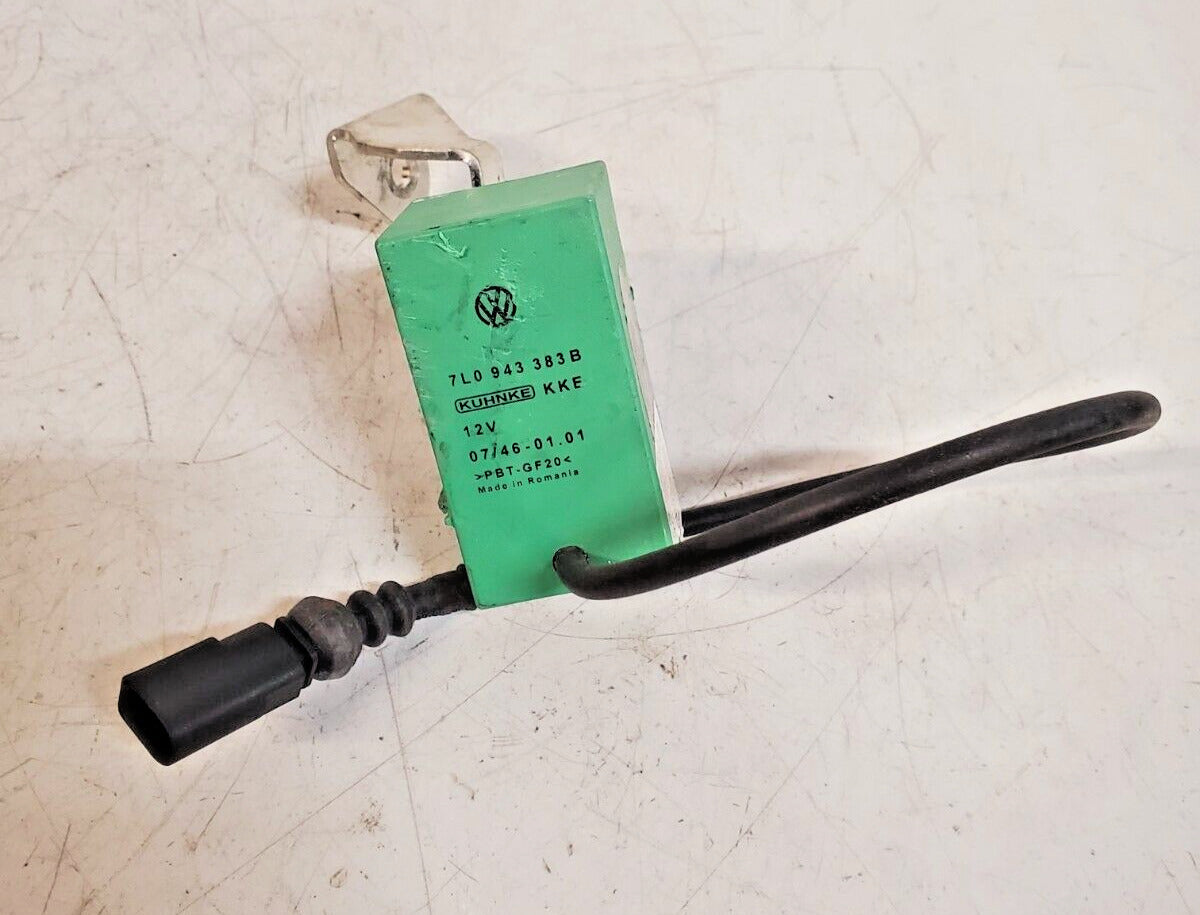 VW
7L0 943 383 B
KUHNKE KKE
12V
07/46-01.01
>PBT-GF20<
Made in Romania